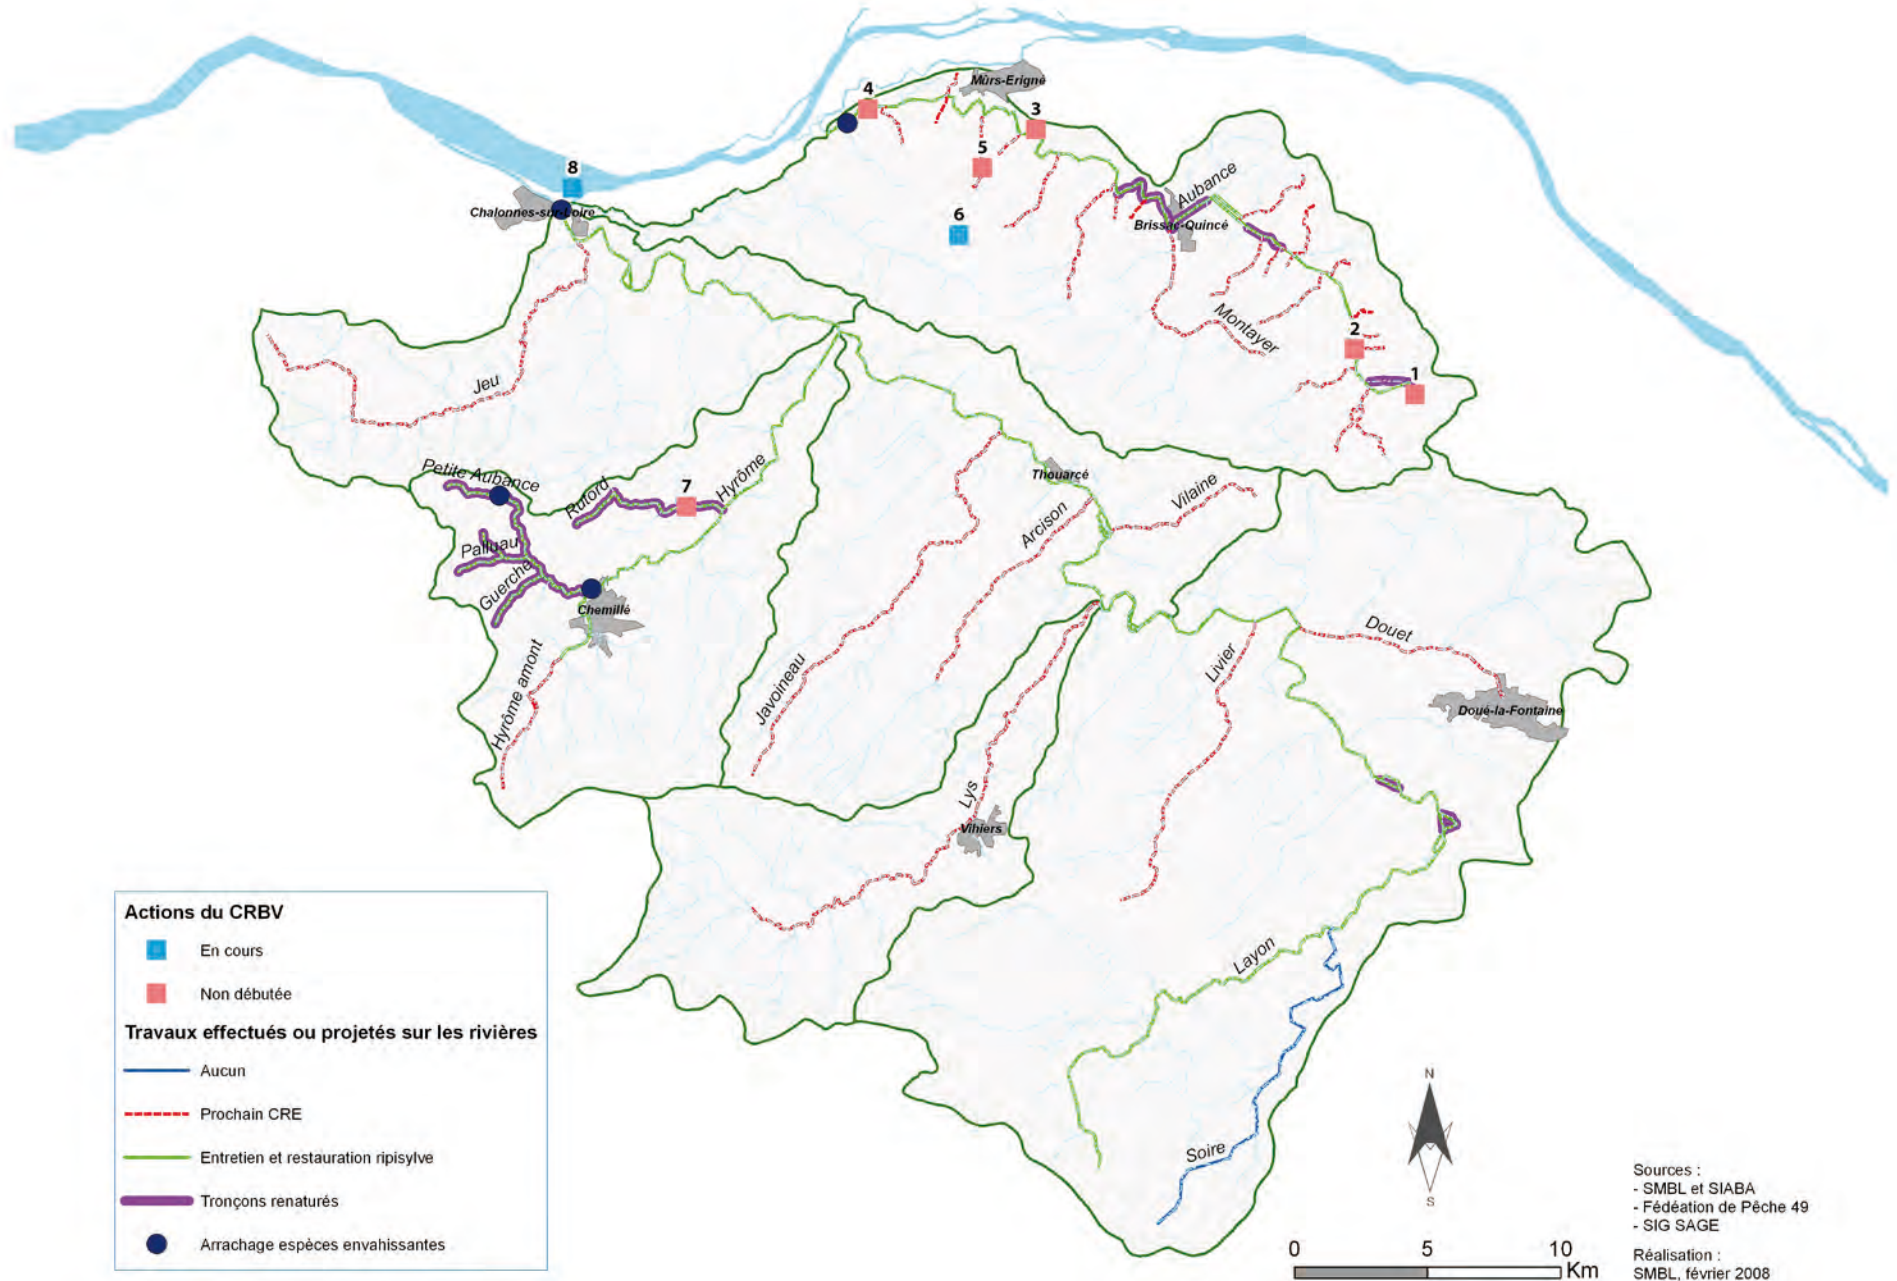 Mûrs-Erigné
4
3
5
8
Chalonnes-sur-Loire
6
Aubance
Brissac-Quincé
Montayer
2
1
Jeu
Petite Aubance
Rutord
7
Hyrôme
Thouarcé
Vilaine
Arcison
Palluau
Guerche
Chemillé
Hyrôme amont
Javoineau
Livier
Douet
Doué-la-Fontaine
Lys
Vihiers
Layon
Soire
Actions du CRBV
En cours
Non débutée
Travaux effectués ou projetés sur les rivières
Aucun
Prochain CRE
Entretien et restauration ripisylve
Tronçons renaturés
Arrachage espèces envahissantes
N
S
0 5 10
Km
Sources :
- SMBL et SIABA
- Fédéation de Pêche 49
- SIG SAGE
Réalisation :
SMBL, février 2008